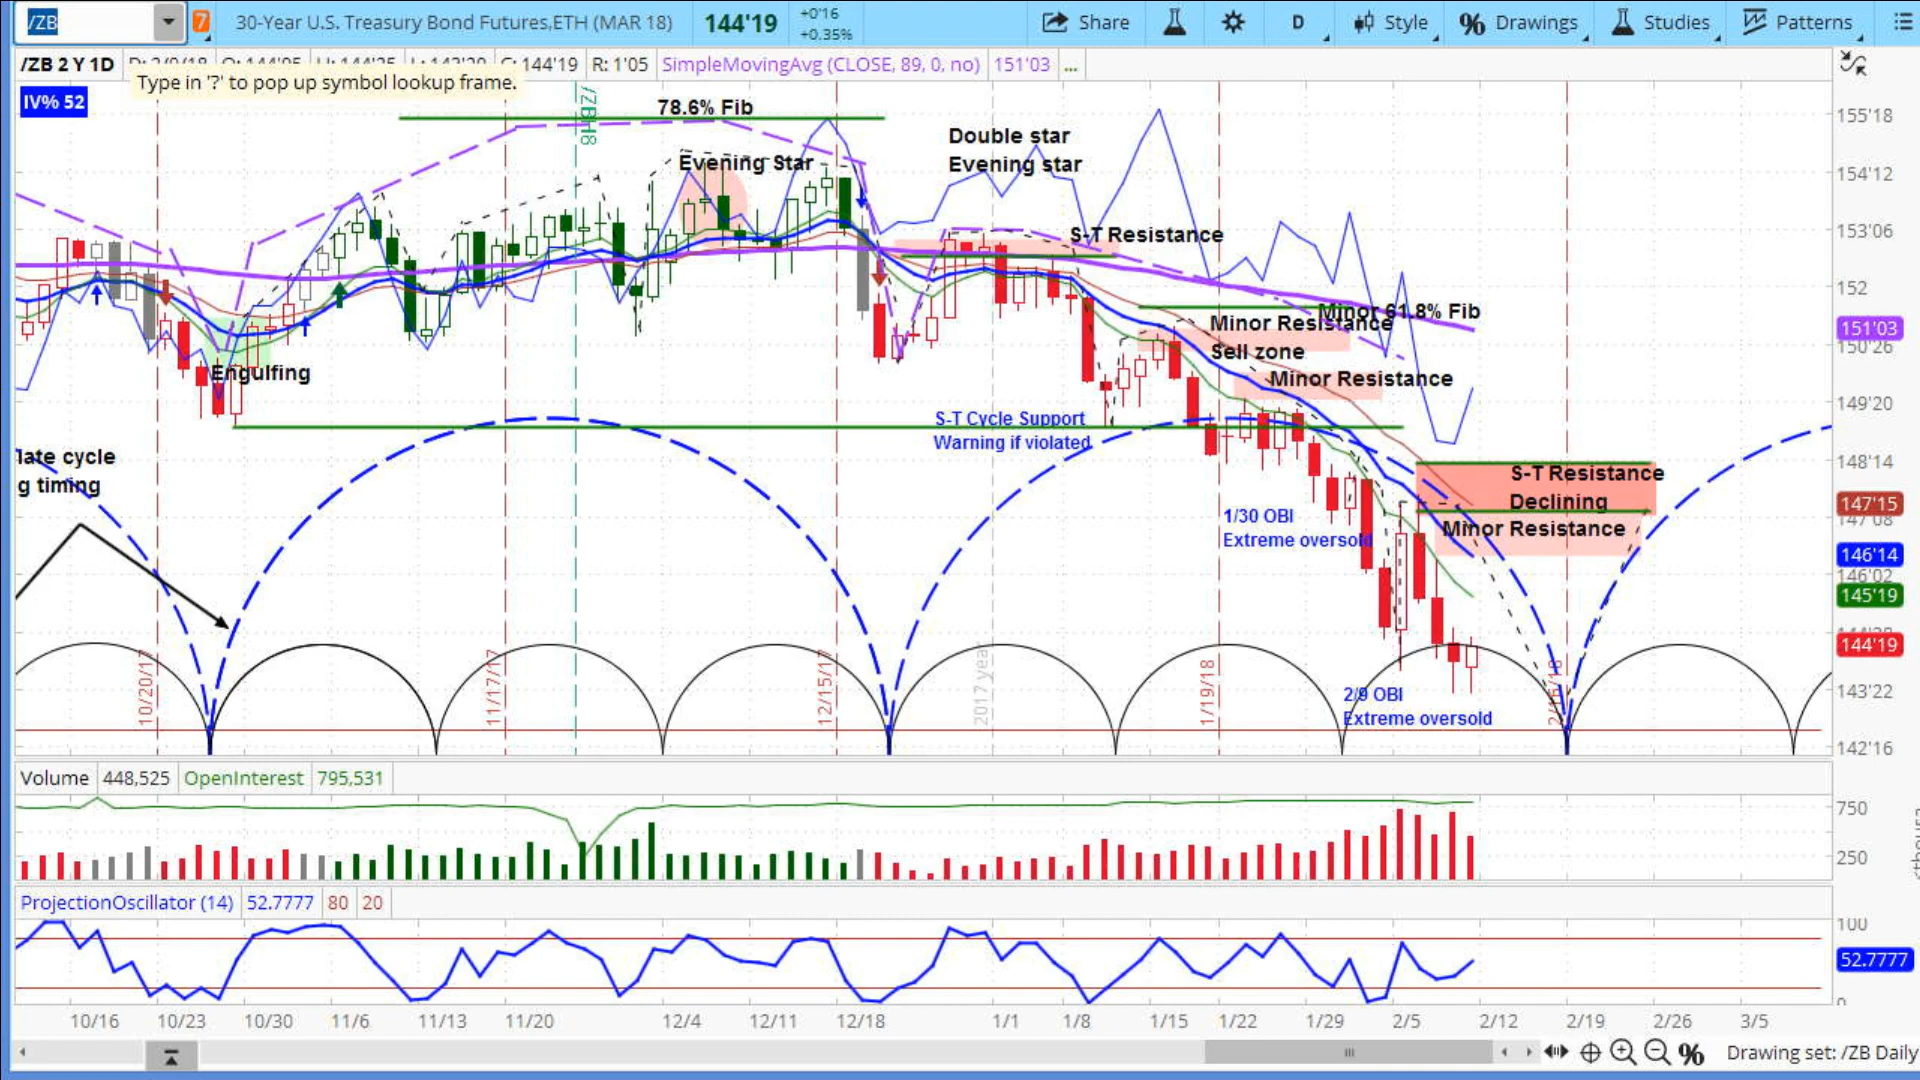 /ZB
7
30-Year U.S. Treasury Bond Futures,ETH (MAR 18)
144'19
+0'16
+0.35%
Share
D
Style
% Drawings
Studies
Patterns
/ZB 2 Y 1D
144'19
R: 1'05
SimpleMovingAvg (CLOSE, 89, 0, no)
151'03
...
Type in '?' to pop up symbol lookup frame.
IV% 52
/ZBH8
78.6% Fib
Evening Star
Double star
Evening star
S-T Resistance
Minor 61.8% Fib
Minor Resistance
Sell zone
Minor Resistance
Engulfing
S-T Cycle Support
Warning if violated
late cycle
g timing
S-T Resistance
Declining
Minor Resistance
1/30 OBI
Extreme oversold
2/9 OBI
Extreme oversold
10/20/17
11/17/17
12/15/17
2017 year
1/19/18
155'18
154'12
153'06
152
151'03
150'26
149'20
148'14
147'15
147'08
146'14
146'02
145'19
144'19
143'22
142'16
Volume
448,525
OpenInterest
795,531
750
250
ProjectionOscillator (14)
52.7777
80
20
100
52.7777
0
10/16
10/23
10/30
11/6
11/13
11/20
12/4
12/11
12/18
1/1
1/8
1/15
1/22
1/29
2/5
2/12
2/19
2/26
3/5
%
Drawing set: /ZB Daily